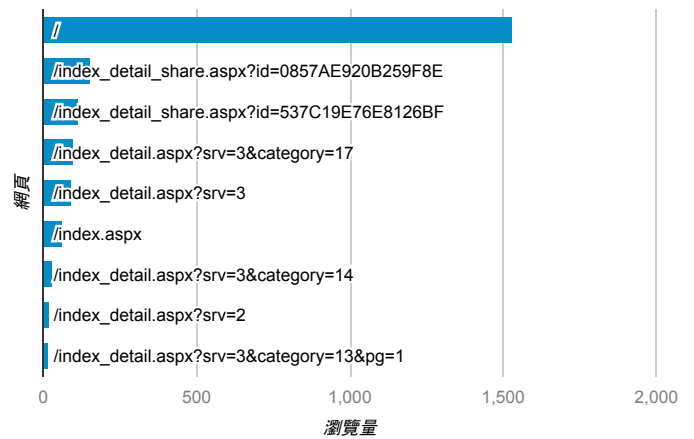 /
/index_detail_share.aspx?id=0857AE920B259F8E
/index_detail_share.aspx?id=537C19E76E8126BF
/index_detail.aspx?srv=3&category=17
/index_detail.aspx?srv=3
/index.aspx
/index_detail.aspx?srv=3&category=14
/index_detail.aspx?srv=2
/index_detail.aspx?srv=3&category=13&pg=1
網頁
0 500 1,000 1,500 2,000
瀏覽量